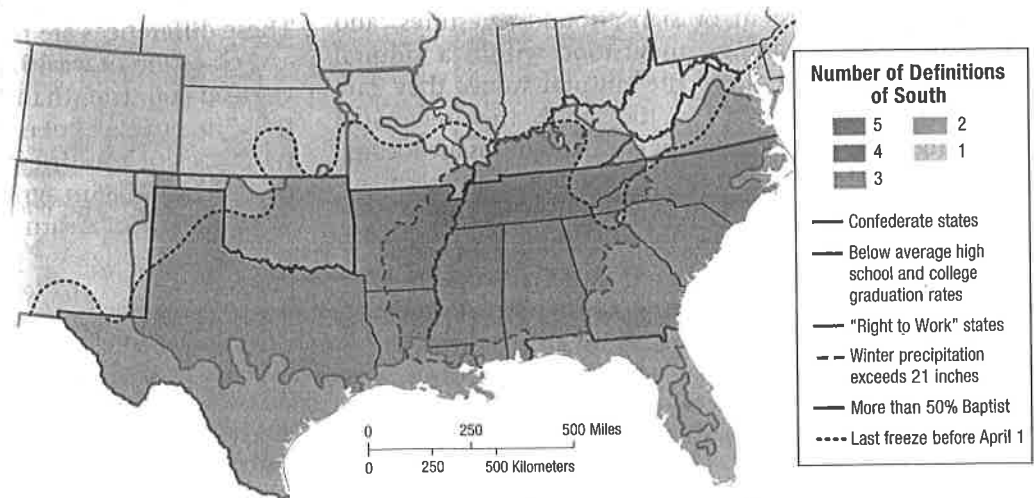 Number of Definitions
of South
5
2
4
1
3
Confederate states
Below average high
school and college
graduation rates
"Right to Work" states
Winter precipitation
exceeds 21 inches
More than 50% Baptist
Last freeze before April 1
0 250 500 Miles
0 250 500 Kilometers